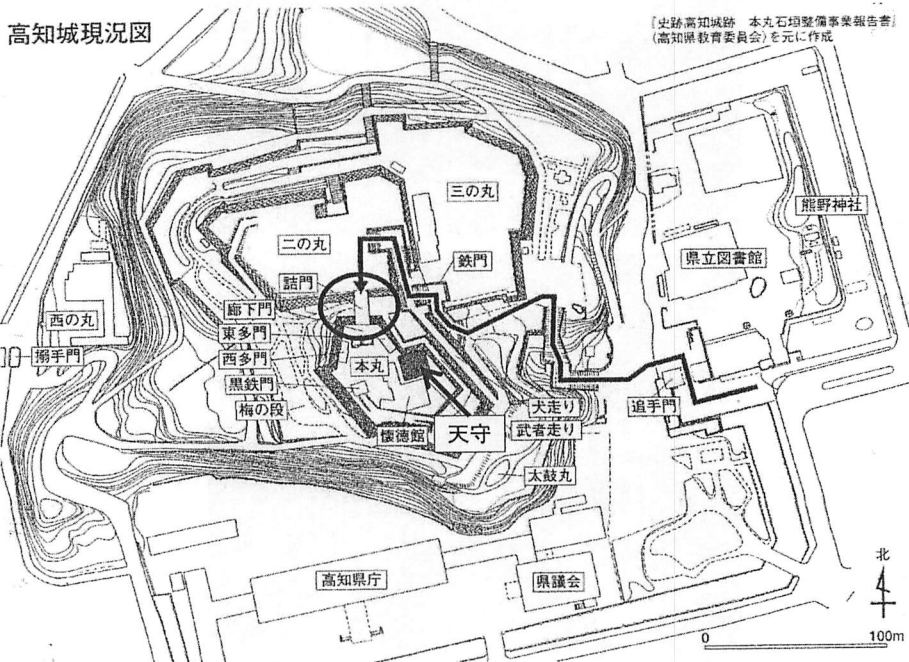 高知城現況図
『史跡高知城跡 本丸石垣整備事業報告書』
(高知県教育委員会)を元に作成
三の丸
熊野神社
二の丸
鉄門
県立図書館
詰門
廊下門
西の丸
東多門
搦手門
西多門
本丸
黒鉄門
梅の段
犬走り
追手門
懐徳館
天守
武者走り
太鼓丸
高知県庁
県議会
北
0
100m